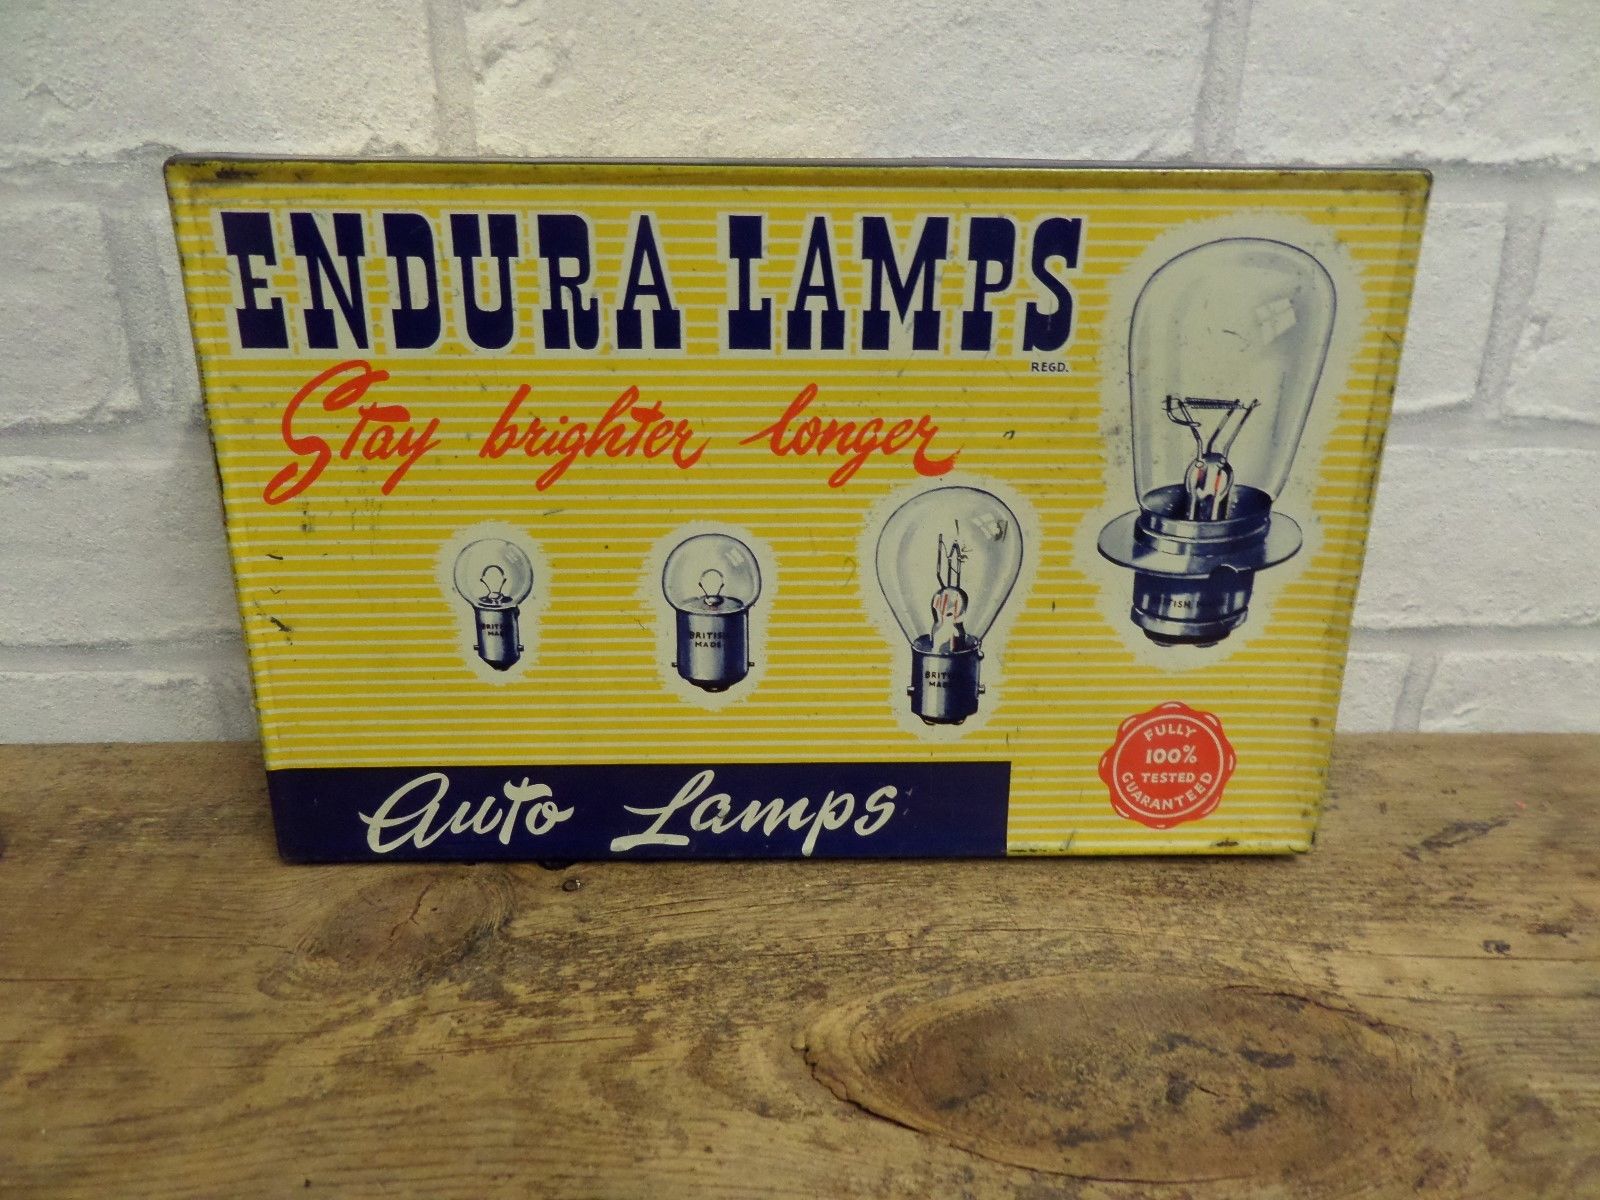 ENDURA LAMPS
REGD.
Stay brighter longer
BRITISH
MADE
BRITISH
MADE
Auto Lamps
FULLY
100%
TESTED
GUARANTEED